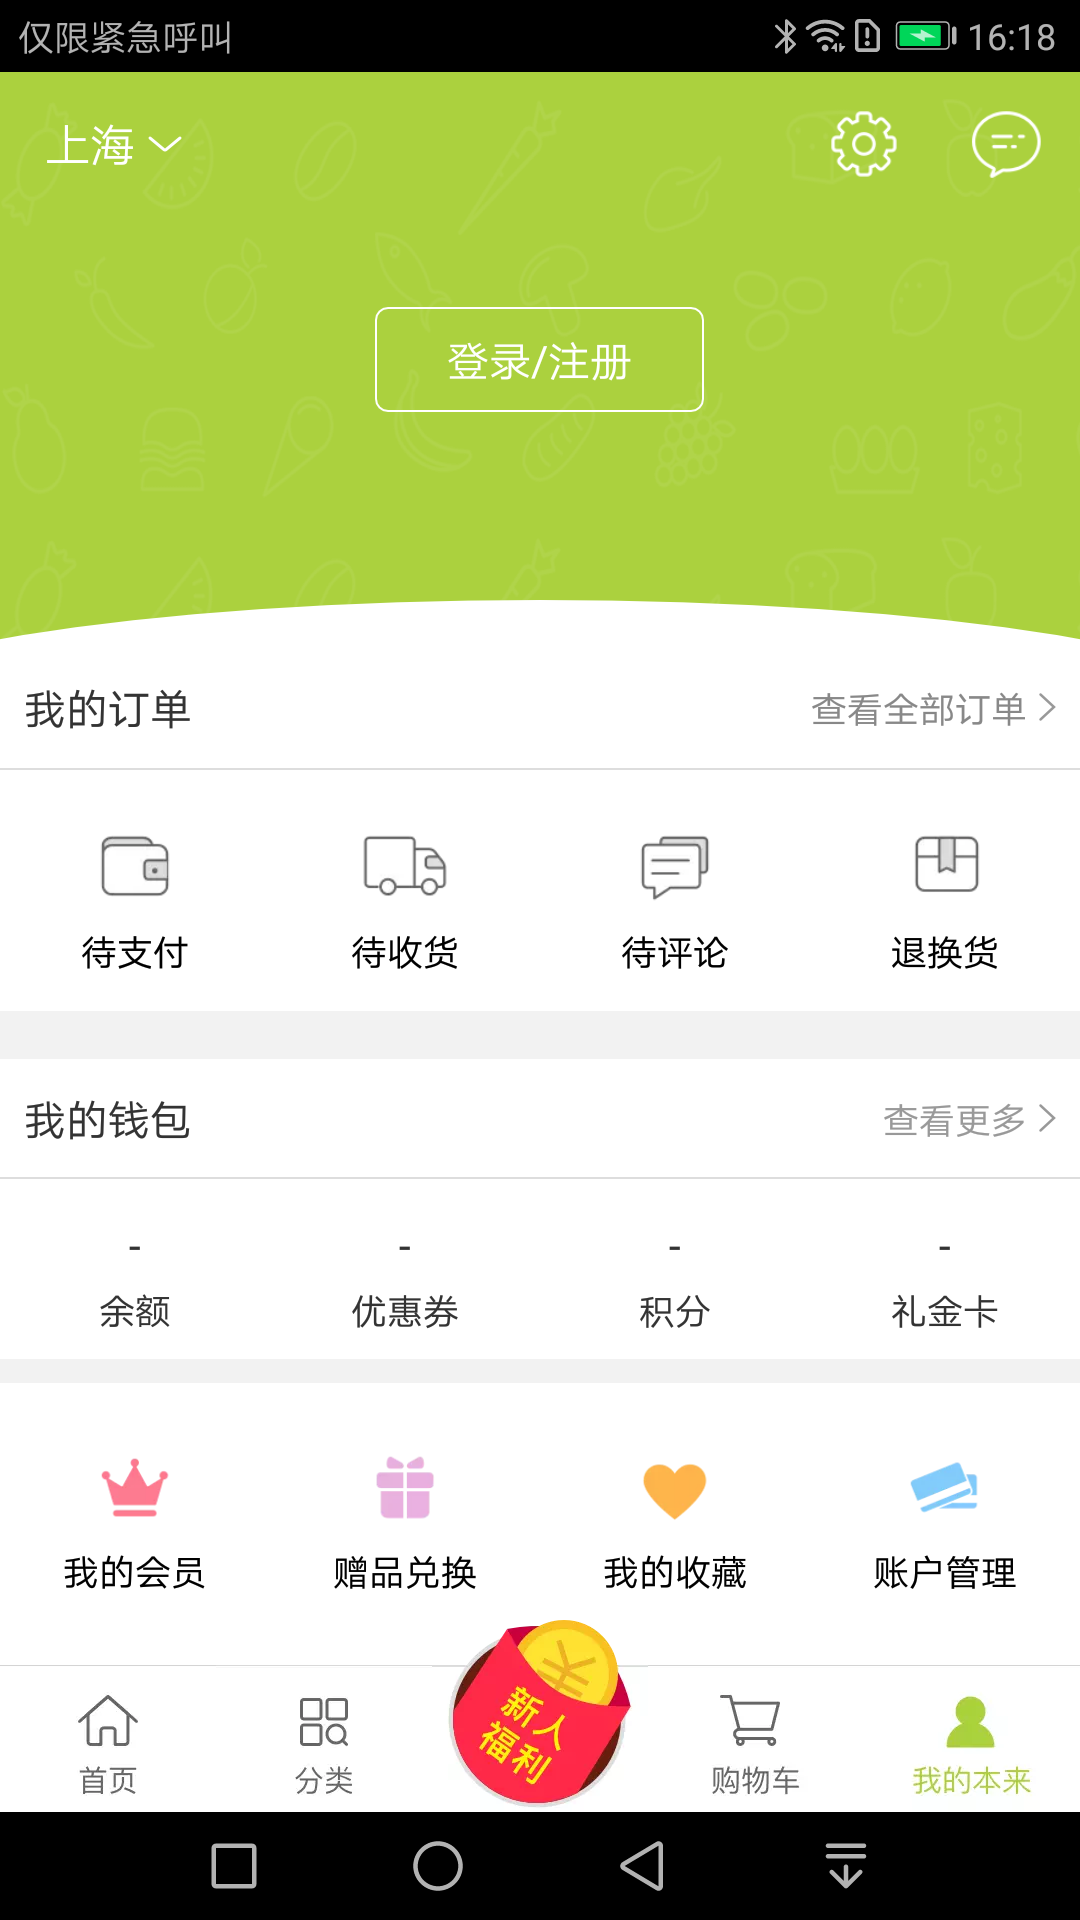 仅限紧急呼叫 16:18
上海
登录/注册
我的订单 查看全部订单
待支付 待收货 待评论 退换货
我的钱包 查看更多
- - - -
余额 优惠券 积分 礼金卡
我的会员 赠品兑换 我的收藏 账户管理
新人
福利
首页 分类 购物车 我的本来